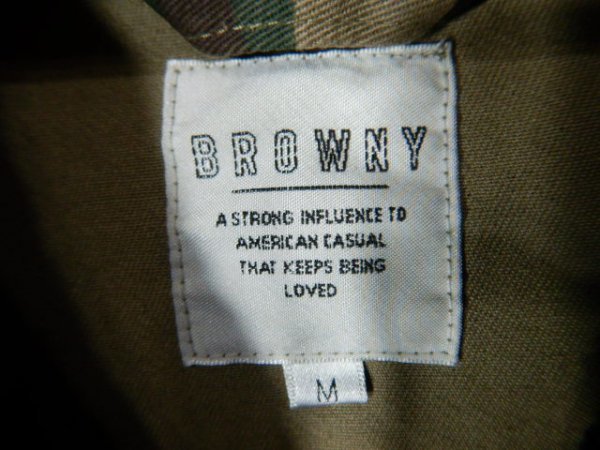 BROWNY
A STRONG INFLUENCE TO
AMERICAN CASUAL
THAT KEEPS BEING
LOVED
M